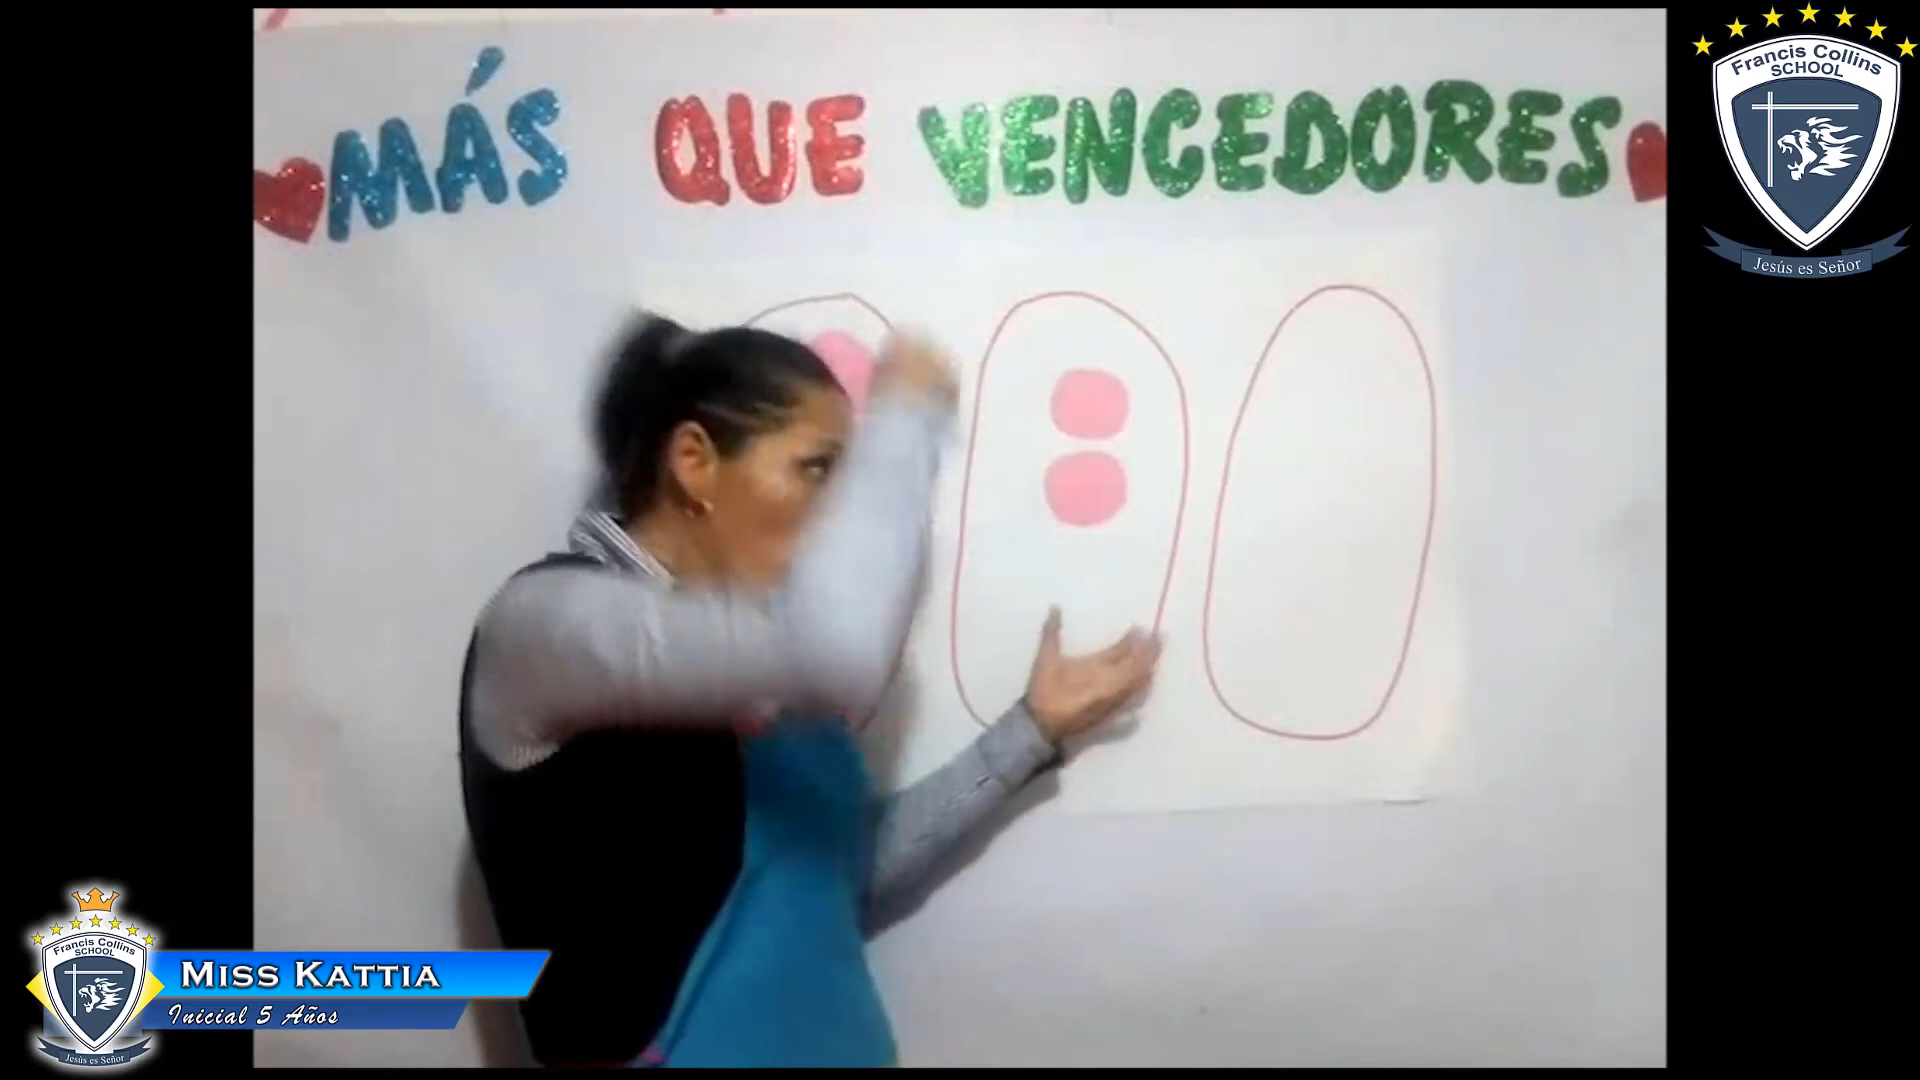 MÁS QUE VENCEDORES
Francis Collins
SCHOOL
Jesús es Señor
Francis Collins
SCHOOL
MISS KATTIA
Inicial 5 Años
Jesús es Señor